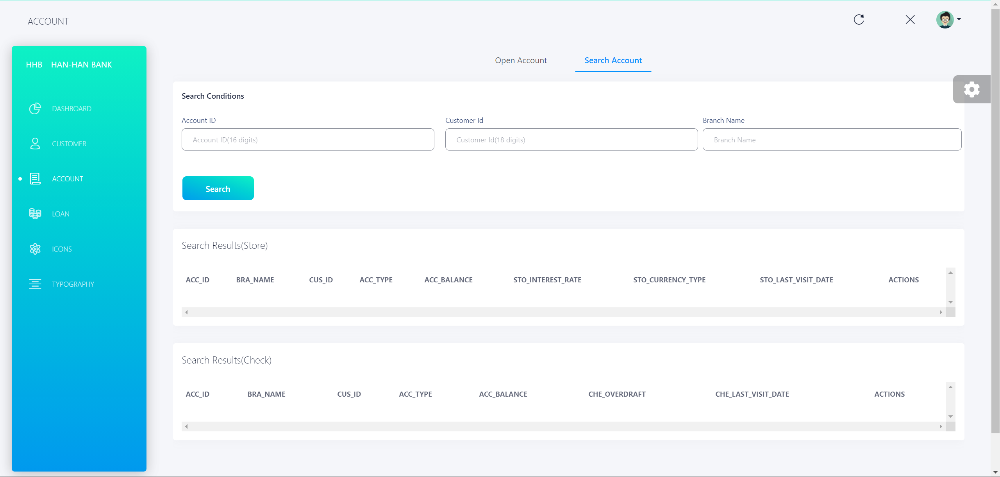 ACCOUNT
HHB HAN-HAN BANK
DASHBOARD
CUSTOMER
ACCOUNT
LOAN
ICONS
TYPOGRAPHY
Open Account Search Account
Search Conditions
Account ID Customer Id Branch Name
Account ID(16 digits) Customer Id(18 digits) Branch Name
Search
Search Results(Store)
ACC_ID BRA_NAME CUS_ID ACC_TYPE ACC_BALANCE STO_INTEREST_RATE STO_CURRENCY_TYPE STO_LAST_VISIT_DATE ACTIONS
Search Results(Check)
ACC_ID BRA_NAME CUS_ID ACC_TYPE ACC_BALANCE CHE_OVERDRAFT CHE_LAST_VISIT_DATE ACTIONS